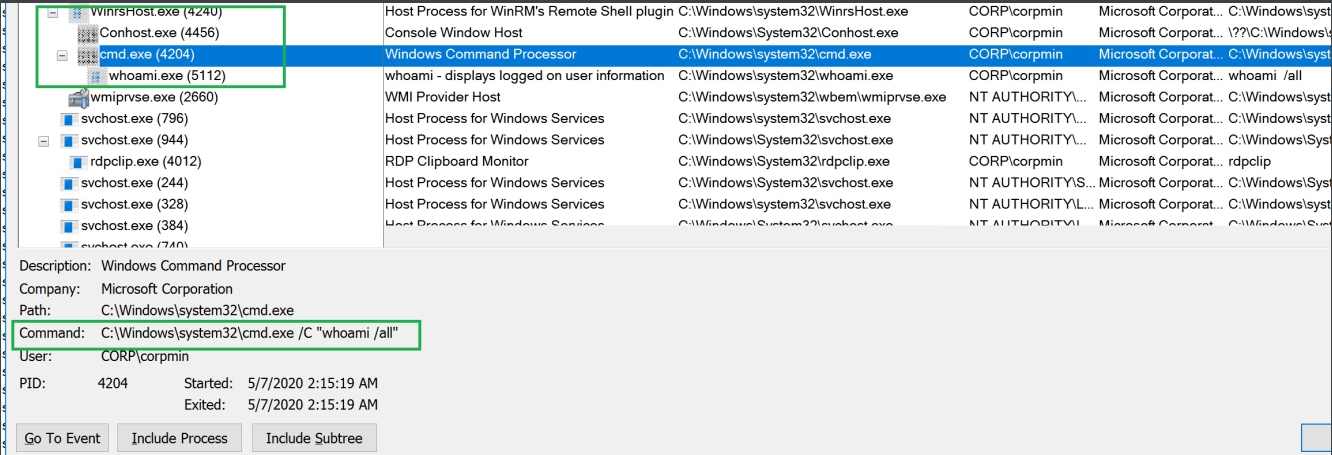 WinrsHost.exe (4240) Host Process for WinRM's Remote Shell plugin C:\Windows\system32\WinrsHost.exe CORP\corpmin Microsoft Corporat... C:\Windows\syst
Conhost.exe (4456) Console Window Host C:\Windows\System32\Conhost.exe CORP\corpmin Microsoft Corporat... \??\C:\Windows\s
cmd.exe (4204) Windows Command Processor C:\Windows\system32\cmd.exe CORP\corpmin Microsoft Corporat... C:\Windows\syst
whoami.exe (5112) whoami - displays logged on user information C:\Windows\system32\whoami.exe CORP\corpmin Microsoft Corporat... whoami /all
wmiprvse.exe (2660) WMI Provider Host C:\Windows\system32\wbem\wmiprvse.exe NT AUTHORITY\... Microsoft Corporat... C:\Windows\syst
svchost.exe (796) Host Process for Windows Services C:\Windows\system32\svchost.exe NT AUTHORITY\... Microsoft Corporat... C:\Windows\syst
svchost.exe (944) Host Process for Windows Services C:\Windows\System32\svchost.exe NT AUTHORITY\... Microsoft Corporat... C:\Windows\Syst
rdpclip.exe (4012) RDP Clipboard Monitor C:\Windows\System32\rdpclip.exe CORP\corpmin Microsoft Corporat... rdpclip
svchost.exe (244) Host Process for Windows Services C:\Windows\System32\svchost.exe NT AUTHORITY\S... Microsoft Corporat... C:\Windows\Syst
svchost.exe (328) Host Process for Windows Services C:\Windows\system32\svchost.exe NT AUTHORITY\L... Microsoft Corporat... C:\Windows\syst
svchost.exe (384) Host Process for Windows Services C:\Windows\System32\svchost.exe NT AUTHORITY\L... Microsoft Corporat... C:\Windows\Syst
svchost.exe (740)
Description: Windows Command Processor
Company: Microsoft Corporation
Path: C:\Windows\system32\cmd.exe
Command: C:\Windows\system32\cmd.exe /C "whoami /all"
User: CORP\corpmin
PID: 4204 Started: 5/7/2020 2:15:19 AM
Exited: 5/7/2020 2:15:19 AM
Go To Event Include Process Include Subtree